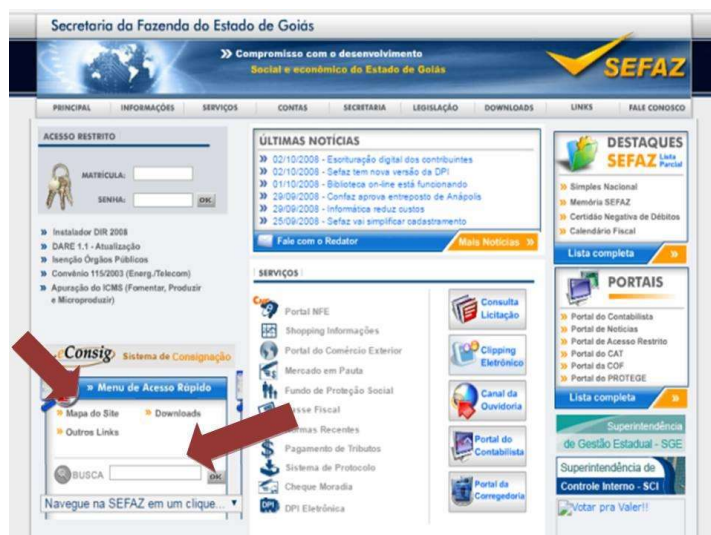 Secretaria da Fazenda do Estado de Goiás
Compromisso com o desenvolvimento
Social e econômico do Estado de Goiás
SEFAZ
PRINCIPAL INFORMAÇÕES SERVIÇOS CONTAS SECRETARIA LEGISLAÇÃO DOWNLOADS LINKS FALE CONOSCO
ACESSO RESTRITO
MATRÍCULA:
SENHA: OK
Instalador DIR 2008
DARE 1.1 - Atualização
Isenção Órgãos Públicos
Convênio 115/2003 (Energ./Telecom)
Apuração do ICMS (Fomentar, Produzir
e Microproduzir)
eConsig Sistema de Consignação
» Menu de Acesso Rápido
Mapa do Site Downloads
Outros Links
BUSCA OK
Navegue na SEFAZ em um clique...
ÚLTIMAS NOTÍCIAS
02/10/2008 - Escrituração digital dos contribuintes
02/10/2008 - Sefaz tem nova versão da DPI
01/10/2008 - Biblioteca on-line está funcionando
29/09/2008 - Confaz aprova entreposto de Anápolis
29/09/2008 - Informática reduz custos
25/09/2008 - Sefaz vai simplificar cadastramento
Fale com o Redator Mais Notícias »
SERVIÇOS
Portal NFE
Shopping Informações
Portal do Comércio Exterior
Mercado em Pauta
Fundo de Proteção Social
Fiscal
Recentes
Pagamento de Tributos
Sistema de Protocolo
Cheque Moradia
DPI DPI Eletrônica
Consulta
Licitação
Clipping
Eletrônico
Canal da
Ouvidoria
Portal do
Contabilista
Portal da
Corregedoria
DESTAQUES
SEFAZ Lista
Parcial
Simples Nacional
Memória SEFAZ
Certidão Negativa de Débitos
Calendário Fiscal
Lista completa »
PORTAIS
Portal do Contabilista
Portal de Notícias
Portal de Acesso Restrito
Portal do CAT
Portal da COF
Portal do PROTEGE
Lista completa »
Superintendência
de Gestão Estadual - SGE
Superintendência de
Controle Interno - SCI
Votar pra Valer!!